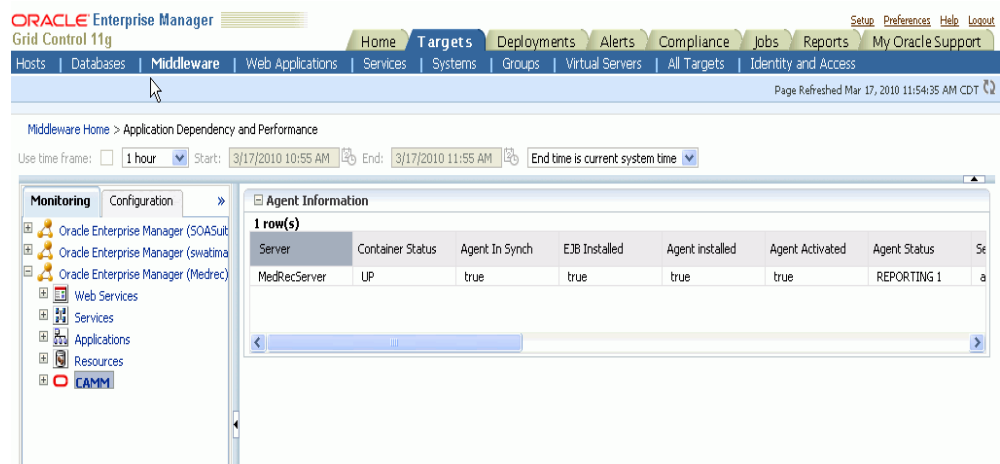 ORACLE Enterprise Manager
Grid Control 11g
Setup Preferences Help Logout
Home Targets Deployments Alerts Compliance Jobs Reports My Oracle Support
Hosts | Databases | Middleware | Web Applications | Services | Systems | Groups | Virtual Servers | All Targets | Identity and Access
Page Refreshed Mar 17, 2010 11:54:35 AM CDT
Middleware Home > Application Dependency and Performance
Use time frame: 1 hour Start: 3/17/2010 10:55 AM End: 3/17/2010 11:55 AM End time is current system time
Monitoring Configuration »
Oracle Enterprise Manager (SOASuit
Oracle Enterprise Manager (swatima
Oracle Enterprise Manager (Medrec)
Web Services
Services
Applications
Resources
CAMM
Agent Information
1 row(s)
Server Container Status Agent In Synch EJB Installed Agent installed Agent Activated Agent Status Se
MedRecServer UP true true true true REPORTING 1 a